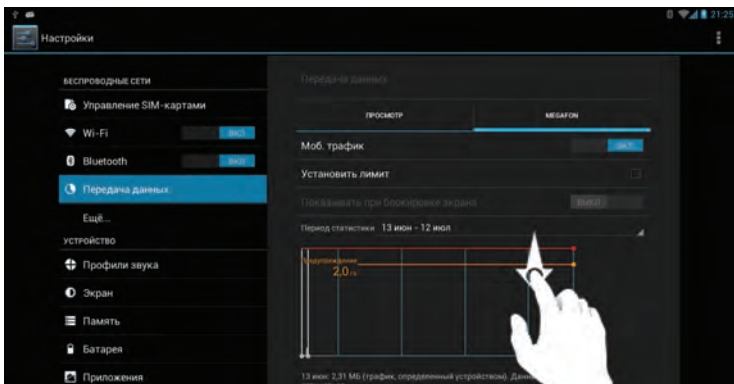 21:25
Настройки
БЕСПРОВОДНЫЕ СЕТИ
Управление SIM-картами
Wi-Fi
ВКЛ
Bluetooth
ВКЛ
Передача данных
Ещё...
УСТРОЙСТВО
Профили звука
Экран
Память
Батарея
Приложения
Передача данных
ПРОСМОТР
MEGAFON
Моб. трафик
ВКЛ
Установить лимит
Показывать при блокировке экрана
ВЫКЛ
Период статистики 13 июн – 12 июл
Предупреждение
2,0 ГБ
13 июн: 2,31 МБ (трафик, определенный устройством).